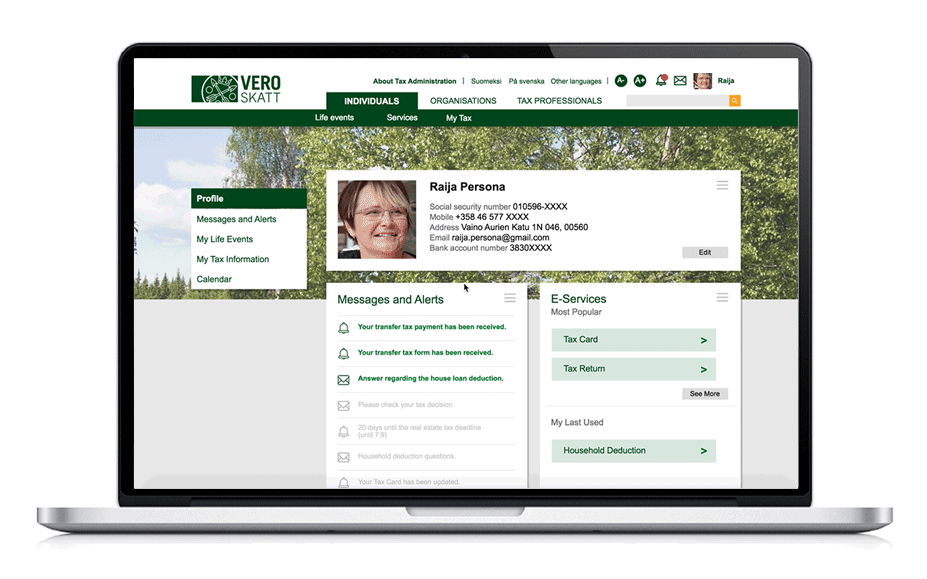 VERO
SKATT
About Tax Administration | Suomeksi På svenska Other languages | A- A+ Raija
INDIVIDUALS ORGANISATIONS TAX PROFESSIONALS
Life events Services My Tax
Profile
Messages and Alerts
My Life Events
My Tax Information
Calendar
Raija Persona
Social security number 010596-XXXX
Mobile +358 46 577 XXXX
Address Vaino Aurien Katu 1N 046, 00560
Email raija.persona@gmail.com
Bank account number 3830XXXX
Edit
Messages and Alerts
Your transfer tax payment has been received.
Your transfer tax form has been received.
Answer regarding the house loan deduction.
Please check your tax decision
20 days until the real estate tax deadline
(until 7.9)
Household deduction questions.
Your Tax Card has been updated.
E-Services
Most Popular
Tax Card >
Tax Return >
See More
My Last Used
Household Deduction >